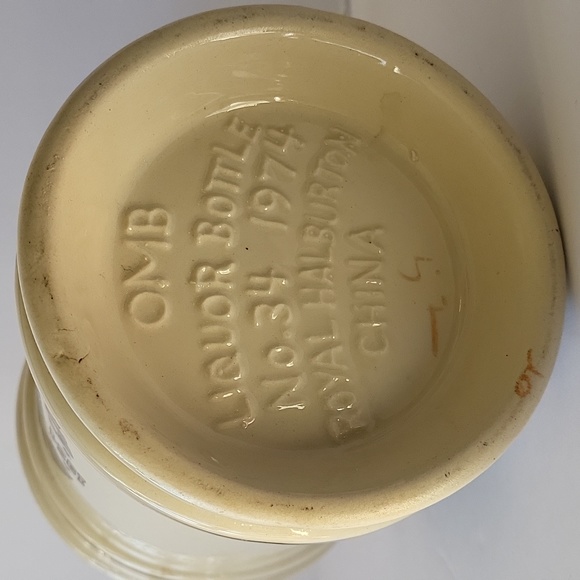 OMB
LIQUOR BOTTLE
No. 34 1974
ROYAL HALBURTON
CHINA